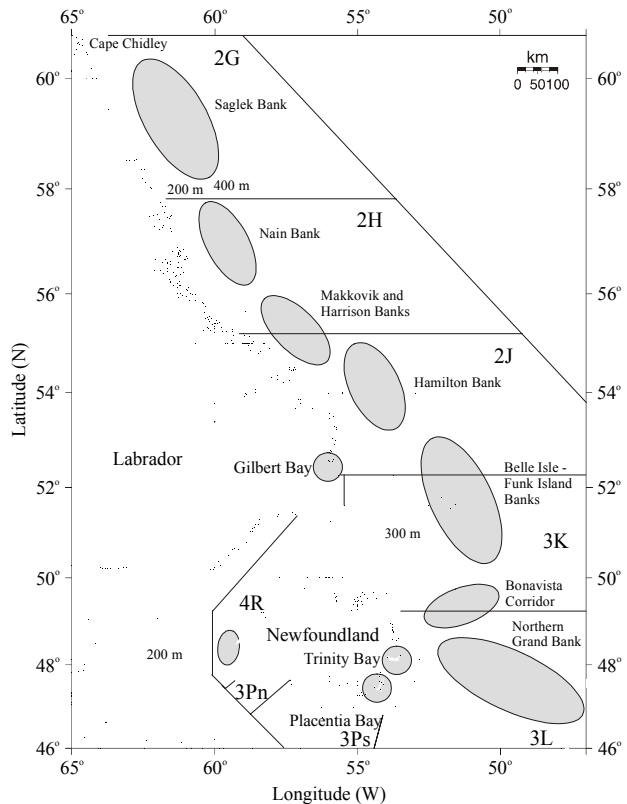 65° 60° 55° 50°
Cape Chidley
2G
km
0 50100
60°
60°
Saglek Bank
200 m 400 m
58°
58°
2H
Nain Bank
56°
56°
Makkovik and
Harrison Banks
2J
54°
54°
Hamilton Bank
Labrador
Gilbert Bay
Belle Isle -
Funk Island
Banks
52°
52°
300 m
3K
50°
50°
4R
Bonavista
Corridor
Newfoundland
Northern
Grand Bank
200 m
Trinity Bay
48°
48°
3Pn
Placentia Bay
3Ps
3L
46°
46°
65° 60° 55° 50°
Latitude (N)
Longitude (W)